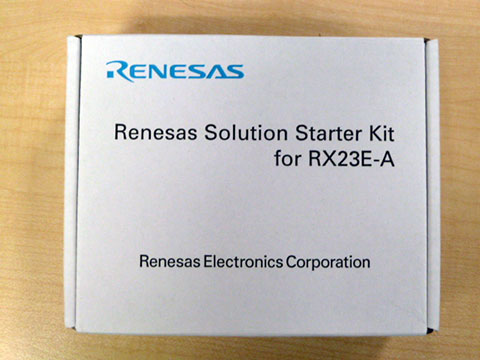 RENESAS
Renesas Solution Starter Kit
for RX23E-A
Renesas Electronics Corporation